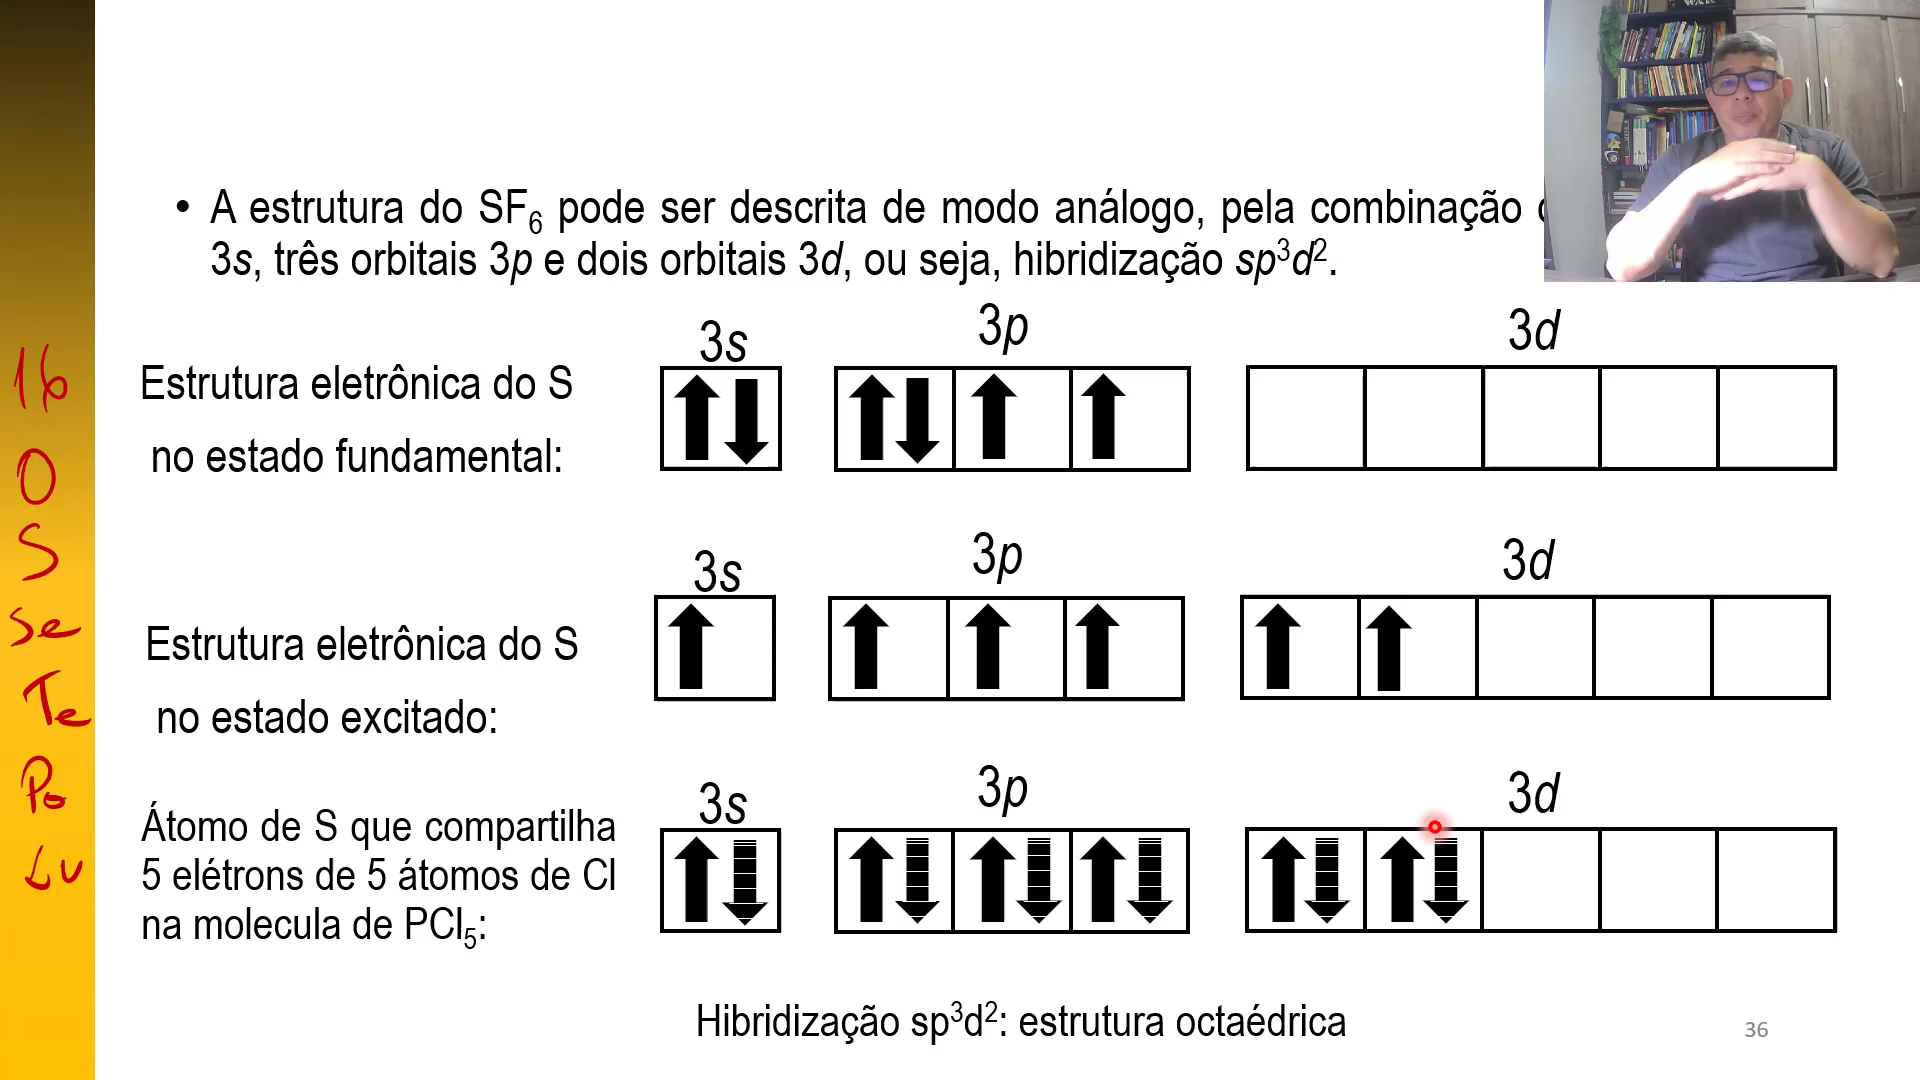 • A estrutura do SF6 pode ser descrita de modo análogo, pela combinação
3s, três orbitais 3p e dois orbitais 3d, ou seja, hibridização sp³d².
3s 3p 3d
Estrutura eletrônica do S
no estado fundamental:
3s 3p 3d
Estrutura eletrônica do S
no estado excitado:
3s 3p 3d
Átomo de S que compartilha
5 elétrons de 5 átomos de Cl
na molecula de PCl5:
Hibridização sp³d²: estrutura octaédrica
36
16
O
S
Se
Te
Po
Lv